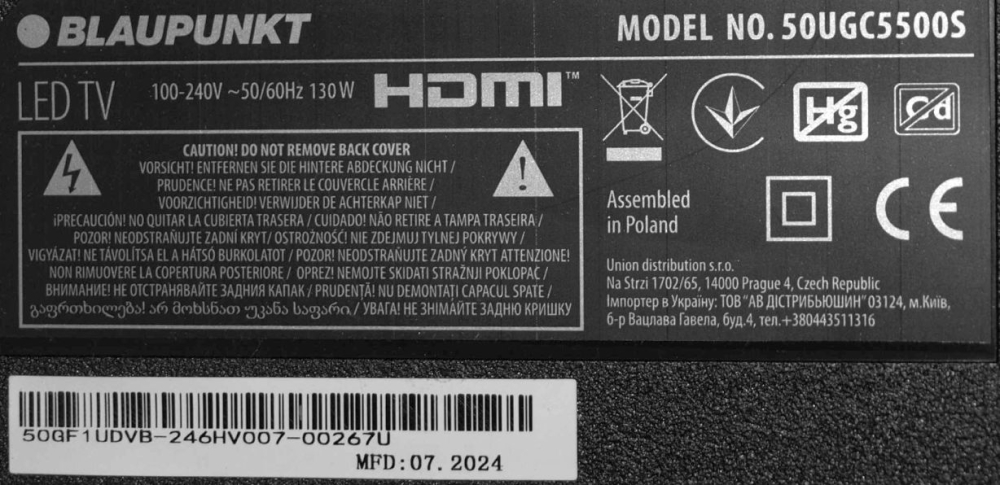 BLAUPUNKT
MODEL NO. 50UGC5500S
LED TV
100-240V ~50/60Hz 130W
HDMI™
Hg
Cd
CAUTION! DO NOT REMOVE BACK COVER
VORSICHT! ENTFERNEN SIE DIE HINTERE ABDECKUNG NICHT /
PRUDENCE! NE PAS RETIRER LE COUVERCLE ARRIÈRE /
VOORZICHTIGHEID! VERWIJDER DE ACHTERKAP NIET /
¡PRECAUCIÓN! NO QUITAR LA CUBIERTA TRASERA / CUIDADO! NÃO RETIRE A TAMPA TRASEIRA /
POZOR! NEODSTRAŇUJTE ZADNÍ KRYT / OSTROŻNOŚĆ! NIE ZDEJMUJ TYLNEJ POKRYWY /
VIGYÁZAT! NE TÁVOLÍTSA EL A HÁTSÓ BURKOLATOT / POZOR! NEODSTRAŇUJTE ZADNÝ KRYT ATTENZIONE!
NON RIMUOVERE LA COPERTURA POSTERIORE / OPREZ! NEMOJTE SKIDATI STRAŽNJI POKLOPAC /
ВНИМАНИЕ! НЕ ОТСТРАНЯВАЙТЕ ЗАДНИЯ КАПАК / PRUDENȚĂ! NU DEMONTAȚI CAPACUL SPATE /
გაფრთხილება! არ მოხსნათ უკანა საფარი / УВАГА! НЕ ЗНІМАЙТЕ ЗАДНЮ КРИШКУ
Assembled
in Poland
CE
Union distribution s.r.o.
Na Strzi 1702/65, 14000 Prague 4, Czech Republic
Імпортер в Україну: ТОВ "АВ ДІСТРИБЬЮШИН" 03124, м.Київ,
б-р Вацлава Гавела, буд.4, тел.+380443511316
50QF1UDVB-246HV007-00267U
MFD:07.2024